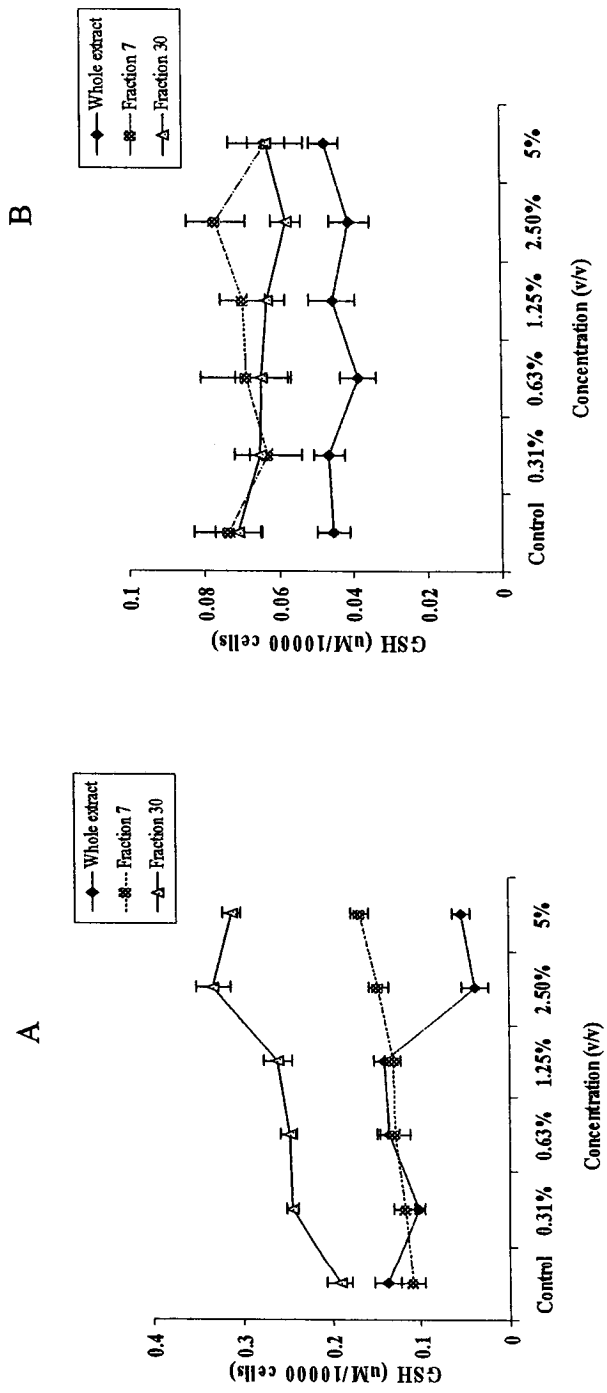 A
Whole extract
Fraction 7
Fraction 30
GSH (uM/10000 cells)
0.4
0.3
0.2
0.1
0
Control 0.31% 0.63% 1.25% 2.50% 5%
Concentration (v/v)
B
Whole extract
Fraction 7
Fraction 30
GSH (uM/10000 cells)
0.1
0.08
0.06
0.04
0.02
0
Control 0.31% 0.63% 1.25% 2.50% 5%
Concentration (v/v)